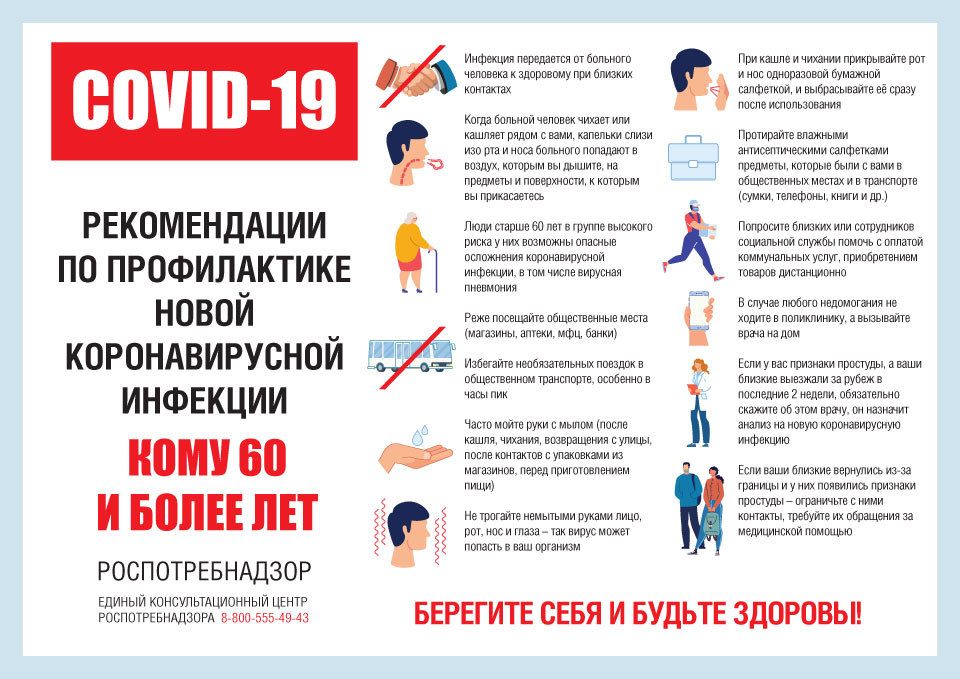 COVID-19
РЕКОМЕНДАЦИИ
ПО ПРОФИЛАКТИКЕ
НОВОЙ
КОРОНАВИРУСНОЙ
ИНФЕКЦИИ
КОМУ 60
И БОЛЕЕ ЛЕТ
РОСПОТРЕБНАДЗОР
ЕДИНЫЙ КОНСУЛЬТАЦИОННЫЙ ЦЕНТР
РОСПОТРЕБНАДЗОРА 8-800-555-49-43
Инфекция передается от больного
человека к здоровому при близких
контактах
Когда больной человек чихает или
кашляет рядом с вами, капельки слизи
изо рта и носа больного попадают в
воздух, которым вы дышите, на
предметы и поверхности, к которым
вы прикасаетесь
Люди старше 60 лет в группе высокого
риска у них возможны опасные
осложнения коронавирусной
инфекции, в том числе вирусная
пневмония
Реже посещайте общественные места
(магазины, аптеки, мфц, банки)
Избегайте необязательных поездок в
общественном транспорте, особенно в
часы пик
Часто мойте руки с мылом (после
кашля, чихания, возвращения с улицы,
после контактов с упаковками из
магазинов, перед приготовлением
пищи)
Не трогайте немытыми руками лицо,
рот, нос и глаза – так вирус может
попасть в ваш организм
При кашле и чихании прикрывайте рот
и нос одноразовой бумажной
салфеткой, и выбрасывайте её сразу
после использования
Протирайте влажными
антисептическими салфетками
предметы, которые были с вами в
общественных местах и в транспорте
(сумки, телефоны, книги и др.)
Попросите близких или сотрудников
социальной службы помочь с оплатой
коммунальных услуг, приобретением
товаров дистанционно
В случае любого недомогания не
ходите в поликлинику, а вызывайте
врача на дом
Если у вас признаки простуды, а ваши
близкие выезжали за рубеж в
последние 2 недели, обязательно
скажите об этом врачу, он назначит
анализ на новую коронавирусную
инфекцию
Если ваши близкие вернулись из-за
границы и у них появились признаки
простуды – ограничьте с ними
контакты, требуйте их обращения за
медицинской помощью
БЕРЕГИТЕ СЕБЯ И БУДЬТЕ ЗДОРОВЫ!